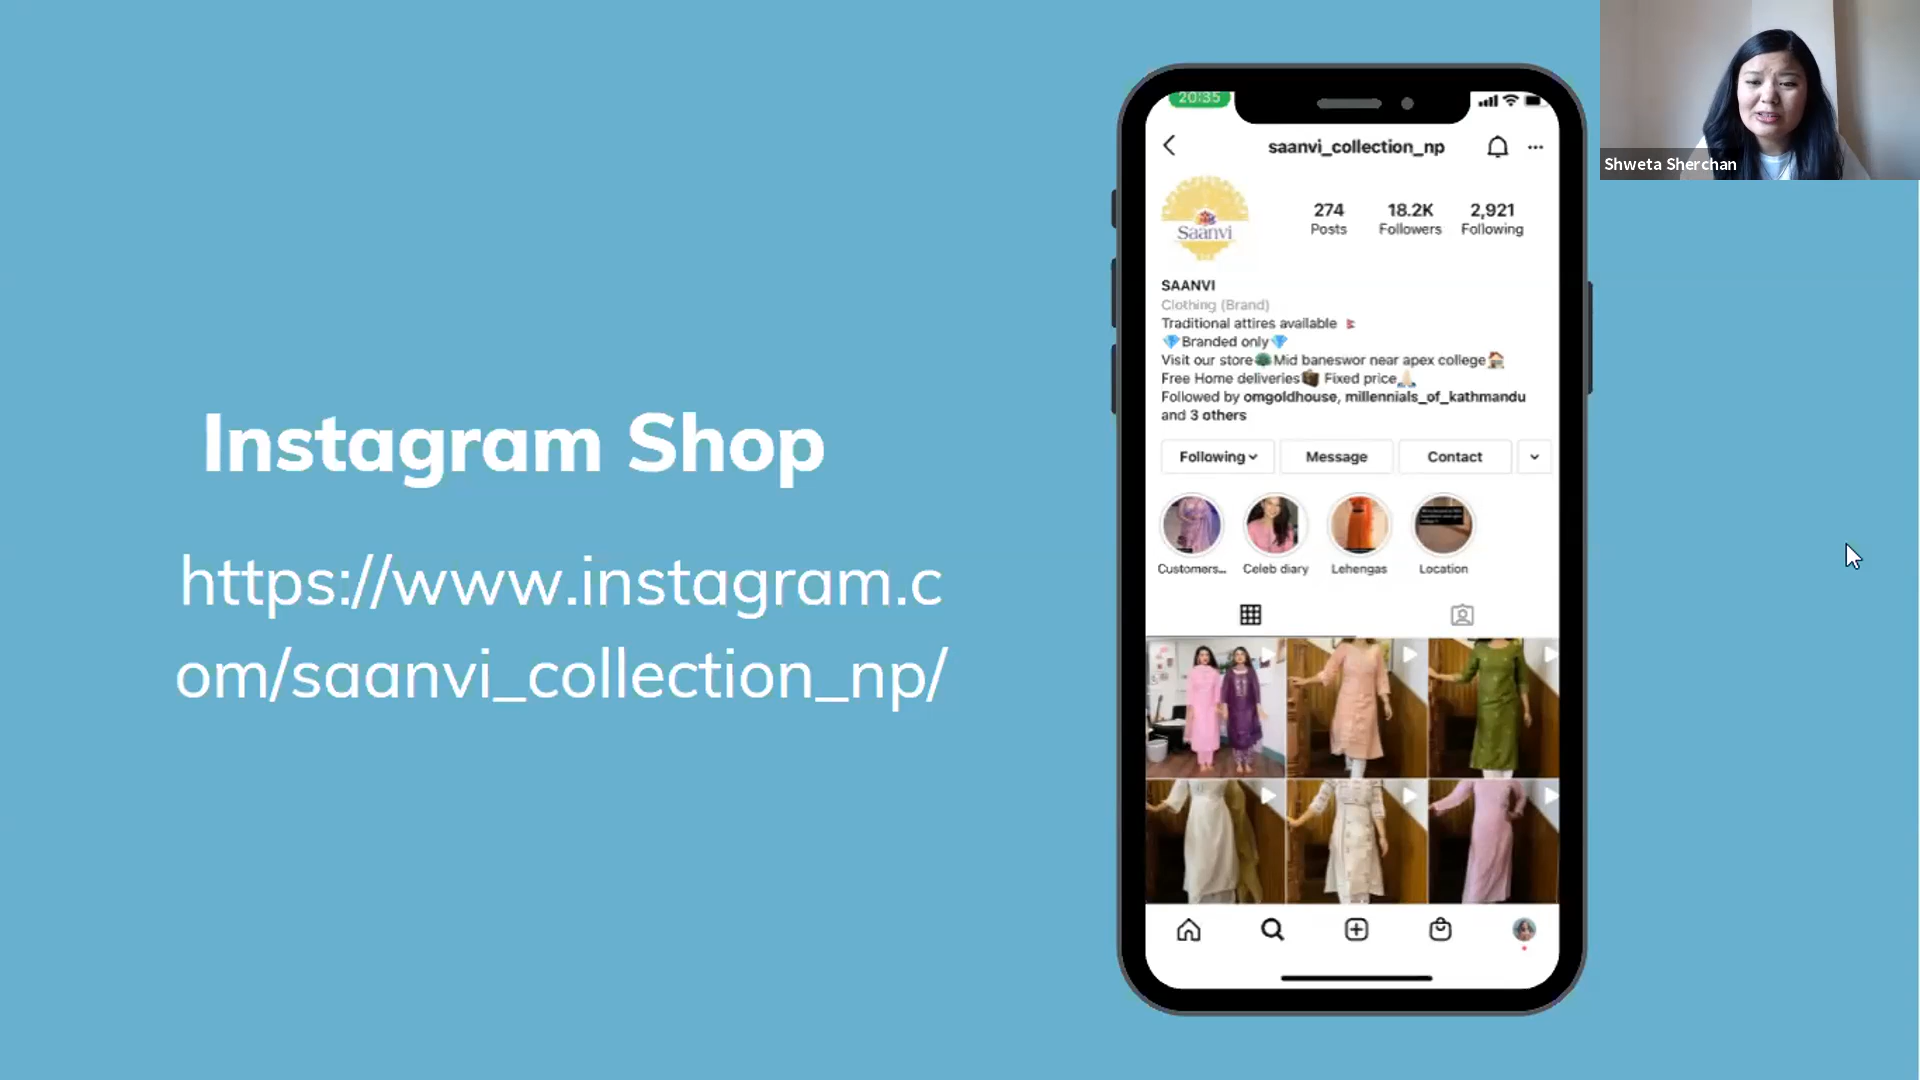 Instagram Shop
https://www.instagram.c
om/saanvi_collection_np/
20:35
saanvi_collection_np
Saanvi
274
Posts
18.2K
Followers
2,921
Following
SAANVI
Clothing (Brand)
Traditional attires available
Branded only
Visit our store Mid baneswor near apex college
Free Home deliveries Fixed price
Followed by omgoldhouse, millennials_of_kathmandu
and 3 others
Following
Message
Contact
Customers...
Celeb diary
Lehengas
Location
Shweta Sherchan